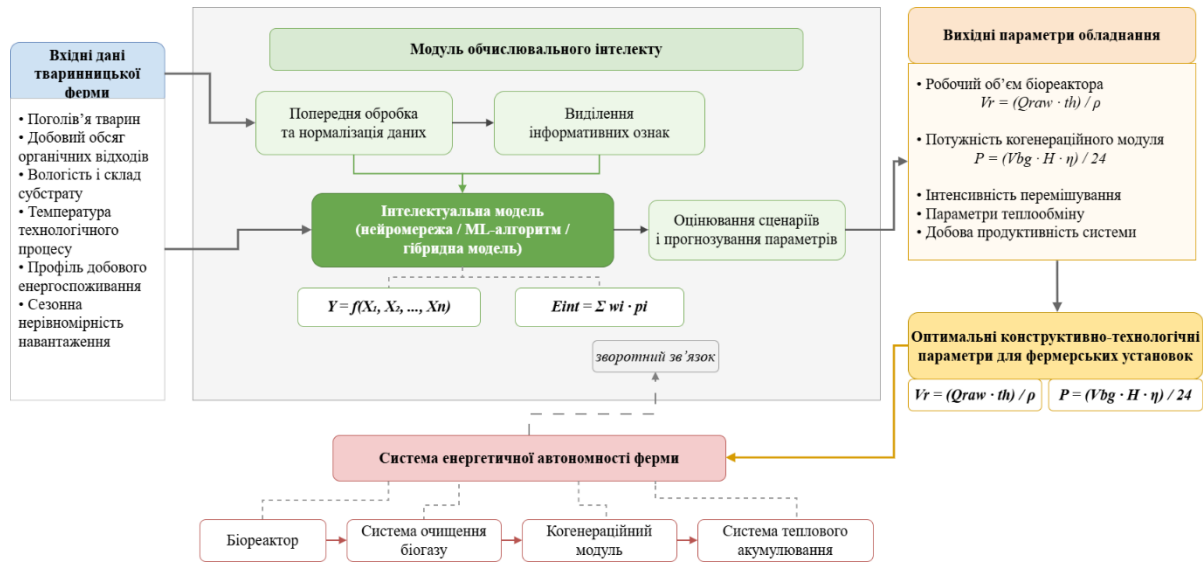 Вхідні дані
тваринницької
ферми
• Поголів’я тварин
• Добовий обсяг
органічних відходів
• Вологість і склад
субстрату
• Температура
технологічного
процесу
• Профіль добового
енергоспоживання
• Сезонна
нерівномірність
навантаження
Модуль обчислювального інтелекту
Попередня обробка
та нормалізація даних
Виділення
інформативних ознак
Інтелектуальна модель
(нейромережа / ML-алгоритм /
гібридна модель)
Оцінювання сценаріїв
і прогнозування параметрів
Y = f(X₁, X₂, ..., Xn)
Eint = Σ wi · pi
зворотний зв’язок
Вихідні параметри обладнання
• Робочий об’єм біореактора
Vr = (Qraw · th) / ρ
• Потужність когенераційного модуля
P = (Vbg · H · η) / 24
• Інтенсивність перемішування
• Параметри теплообміну
• Добова продуктивність системи
Оптимальні конструктивно-технологічні
параметри для фермерських установок
Vr = (Qraw · th) / ρ
P = (Vbg · H · η) / 24
Система енергетичної автономності ферми
Біореактор
Система очищення
біогазу
Когенераційний
модуль
Система теплового
акумулювання